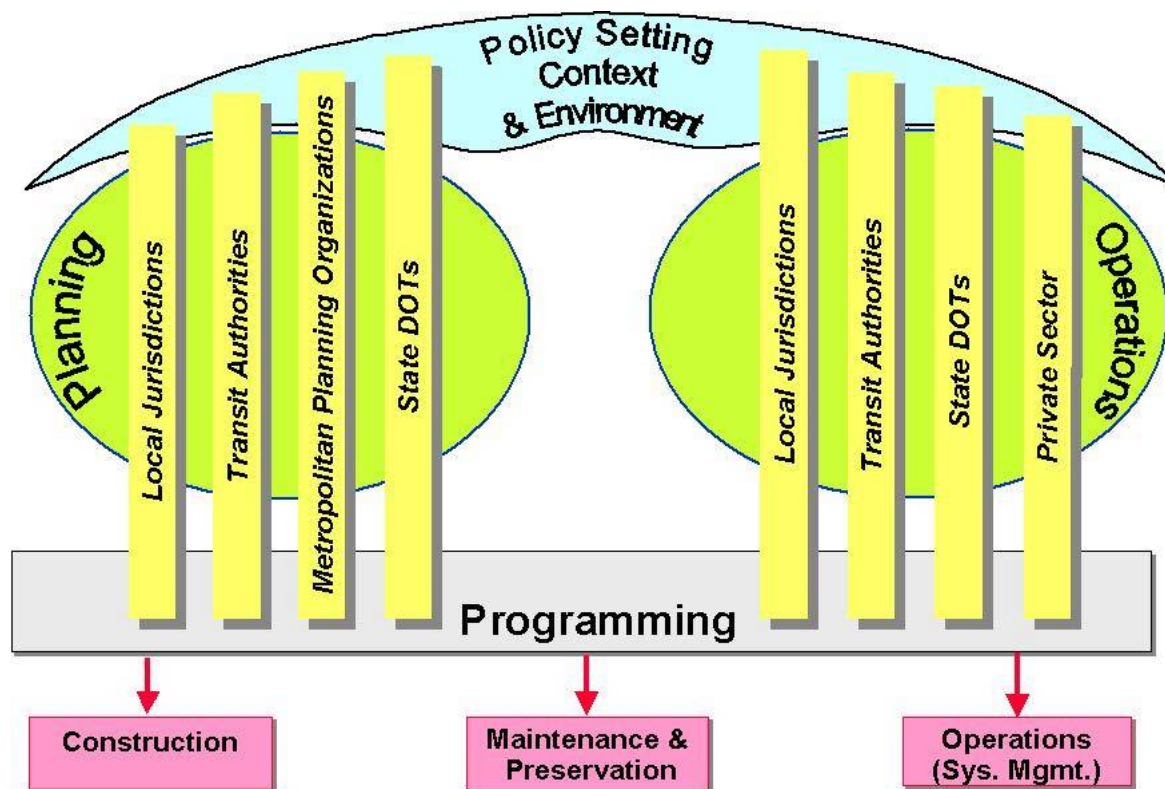 Policy Setting
Context
& Environment
Planning
Local Jurisdictions
Transit Authorities
Metropolitan Planning Organizations
State DOTs
Local Jurisdictions
Transit Authorities
State DOTs
Private Sector
Operations
Programming
Construction
Maintenance &
Preservation
Operations
(Sys. Mgmt.)